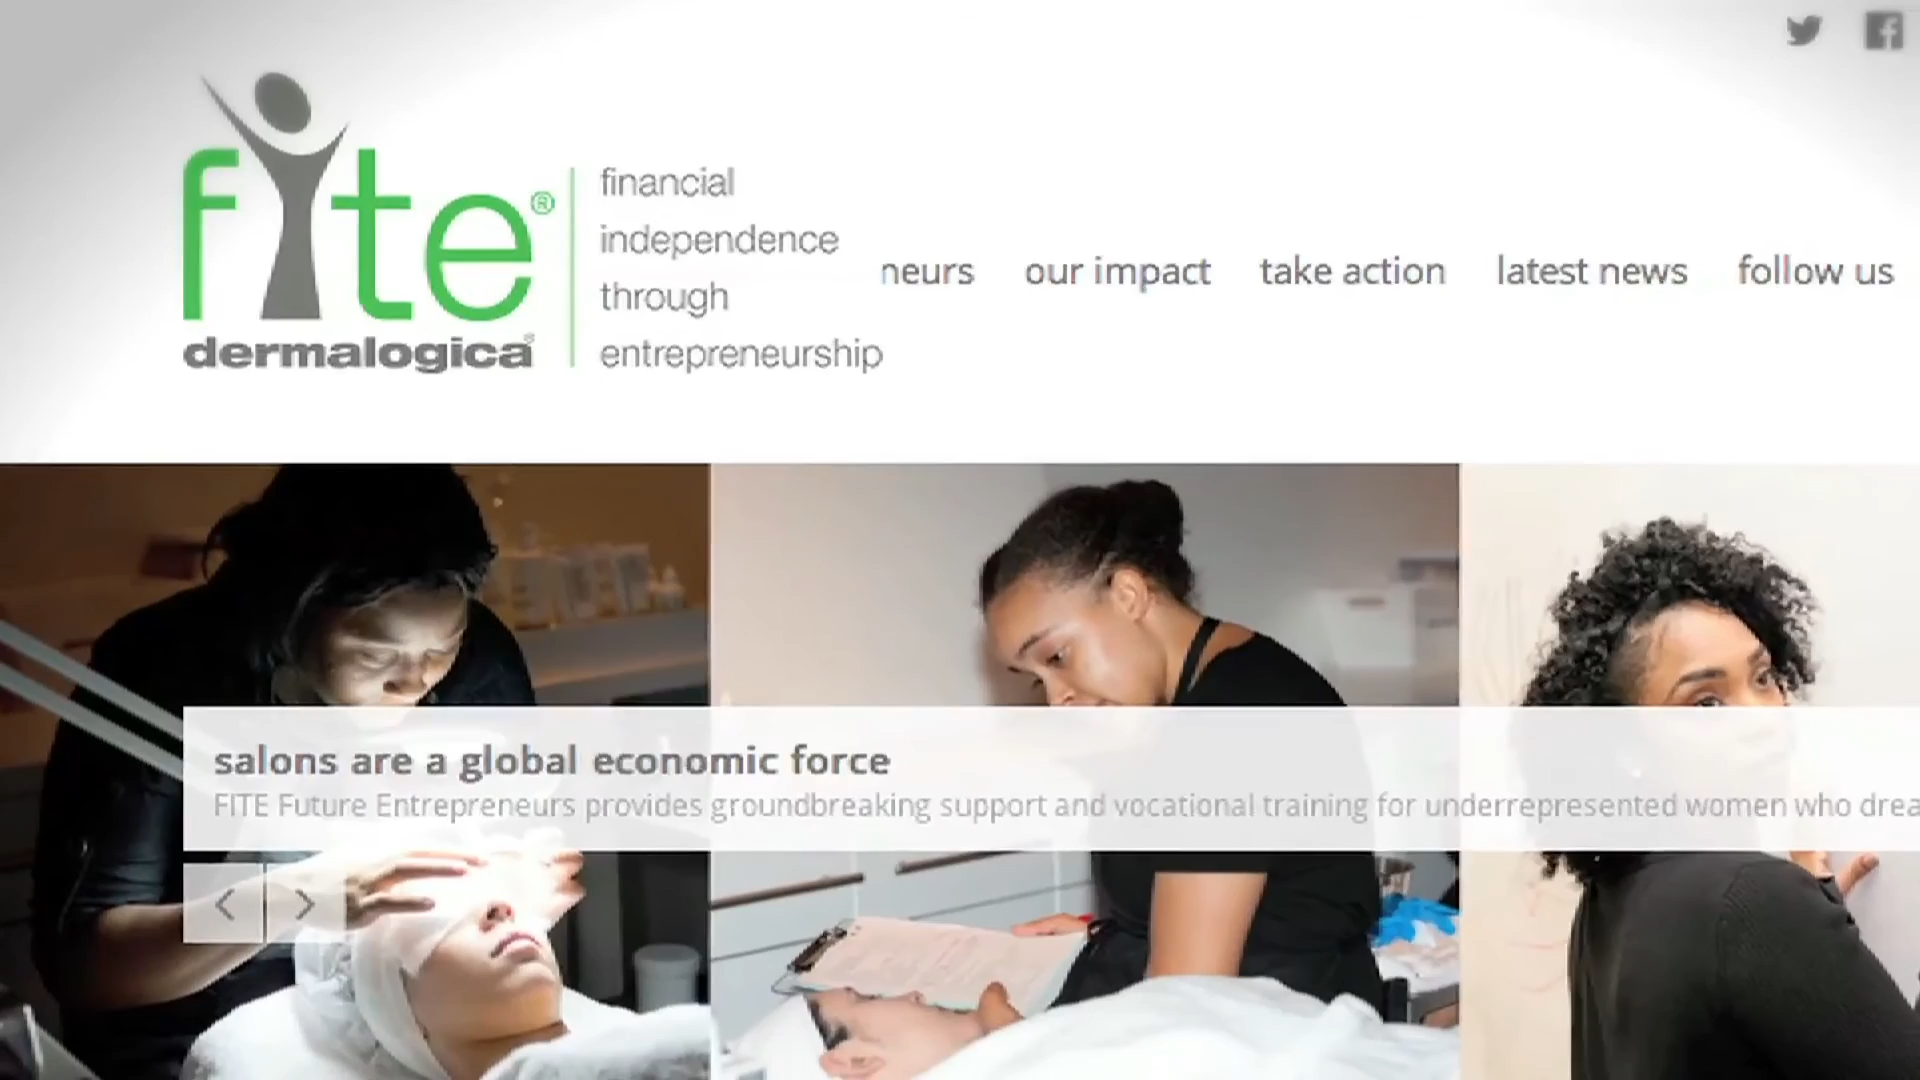 fite®
dermalogica
financial
independence
through
entrepreneurship
neurs our impact take action latest news follow us
salons are a global economic force
FITE Future Entrepreneurs provides groundbreaking support and vocational training for underrepresented women who drea